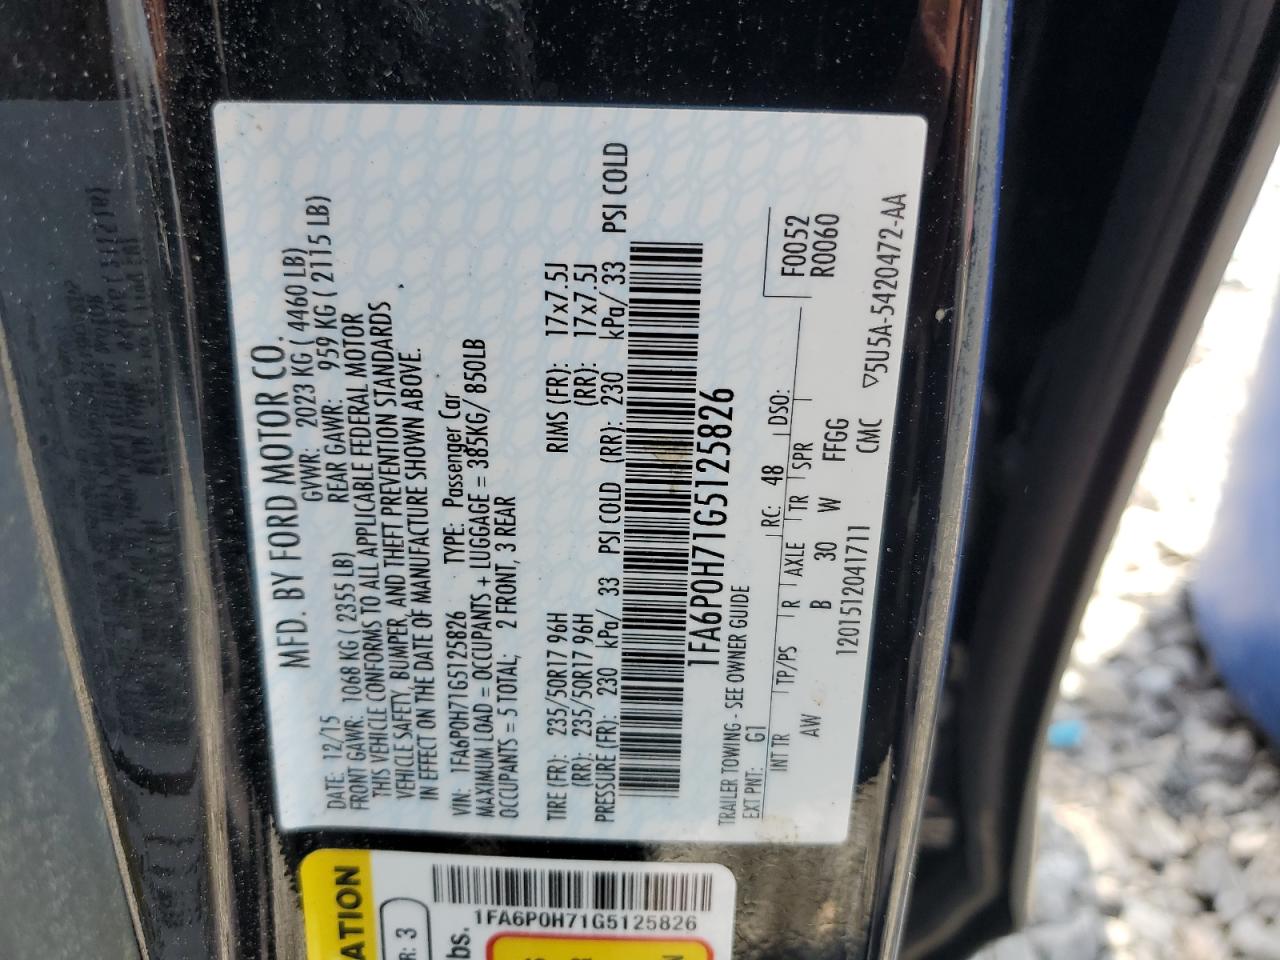 MFD. BY FORD MOTOR CO.
DATE: 12/15 GVWR: 2023 KG ( 4460 LB)
FRONT GAWR: 1068 KG ( 2355 LB) REAR GAWR: 959 KG ( 2115 LB)
THIS VEHICLE CONFORMS TO ALL APPLICABLE FEDERAL MOTOR
VEHICLE SAFETY, BUMPER, AND THEFT PREVENTION STANDARDS
IN EFFECT ON THE DATE OF MANUFACTURE SHOWN ABOVE.
VIN: 1FA6P0H71G5125826 TYPE: Passenger Car
MAXIMUM LOAD = OCCUPANTS + LUGGAGE = 385KG/ 850LB
OCCUPANTS = 5 TOTAL; 2 FRONT, 3 REAR
TIRE (FR): 235/50R17 96H RIMS (FR): 17x7.5J
(RR): 235/50R17 96H (RR): 17x7.5J
PRESSURE (FR): 230 kPa/ 33 PSI COLD (RR): 230 kPa/ 33 PSI COLD
1FA6P0H71G5125826
TRAILER TOWING - SEE OWNER GUIDE
EXT PNT: G1 RC: 48 DSO: F0052
R0060
INT TR TP/PS R AXLE TR SPR
AW B 30 W FFGG
CMC
120151204 1711 ▽5U5A-5420472-AA
ATION
R: 3
1FA6P0H71G5125826
bs.